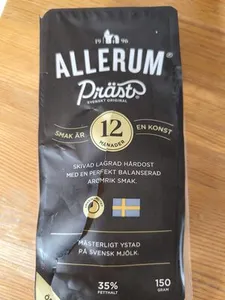 19 96
ALLERUM®
Präst®
SVENSKT ORIGINAL
SMAK ÄR 12 EN KONST
MÅNADER
SKIVAD LAGRAD HÅRDOST
MED EN PERFEKT BALANSERAD
AROMRIK SMAK.
MÄSTERLIGT YSTAD
PÅ SVENSK MJÖLK.
35% 150
FETTHALT GRAM